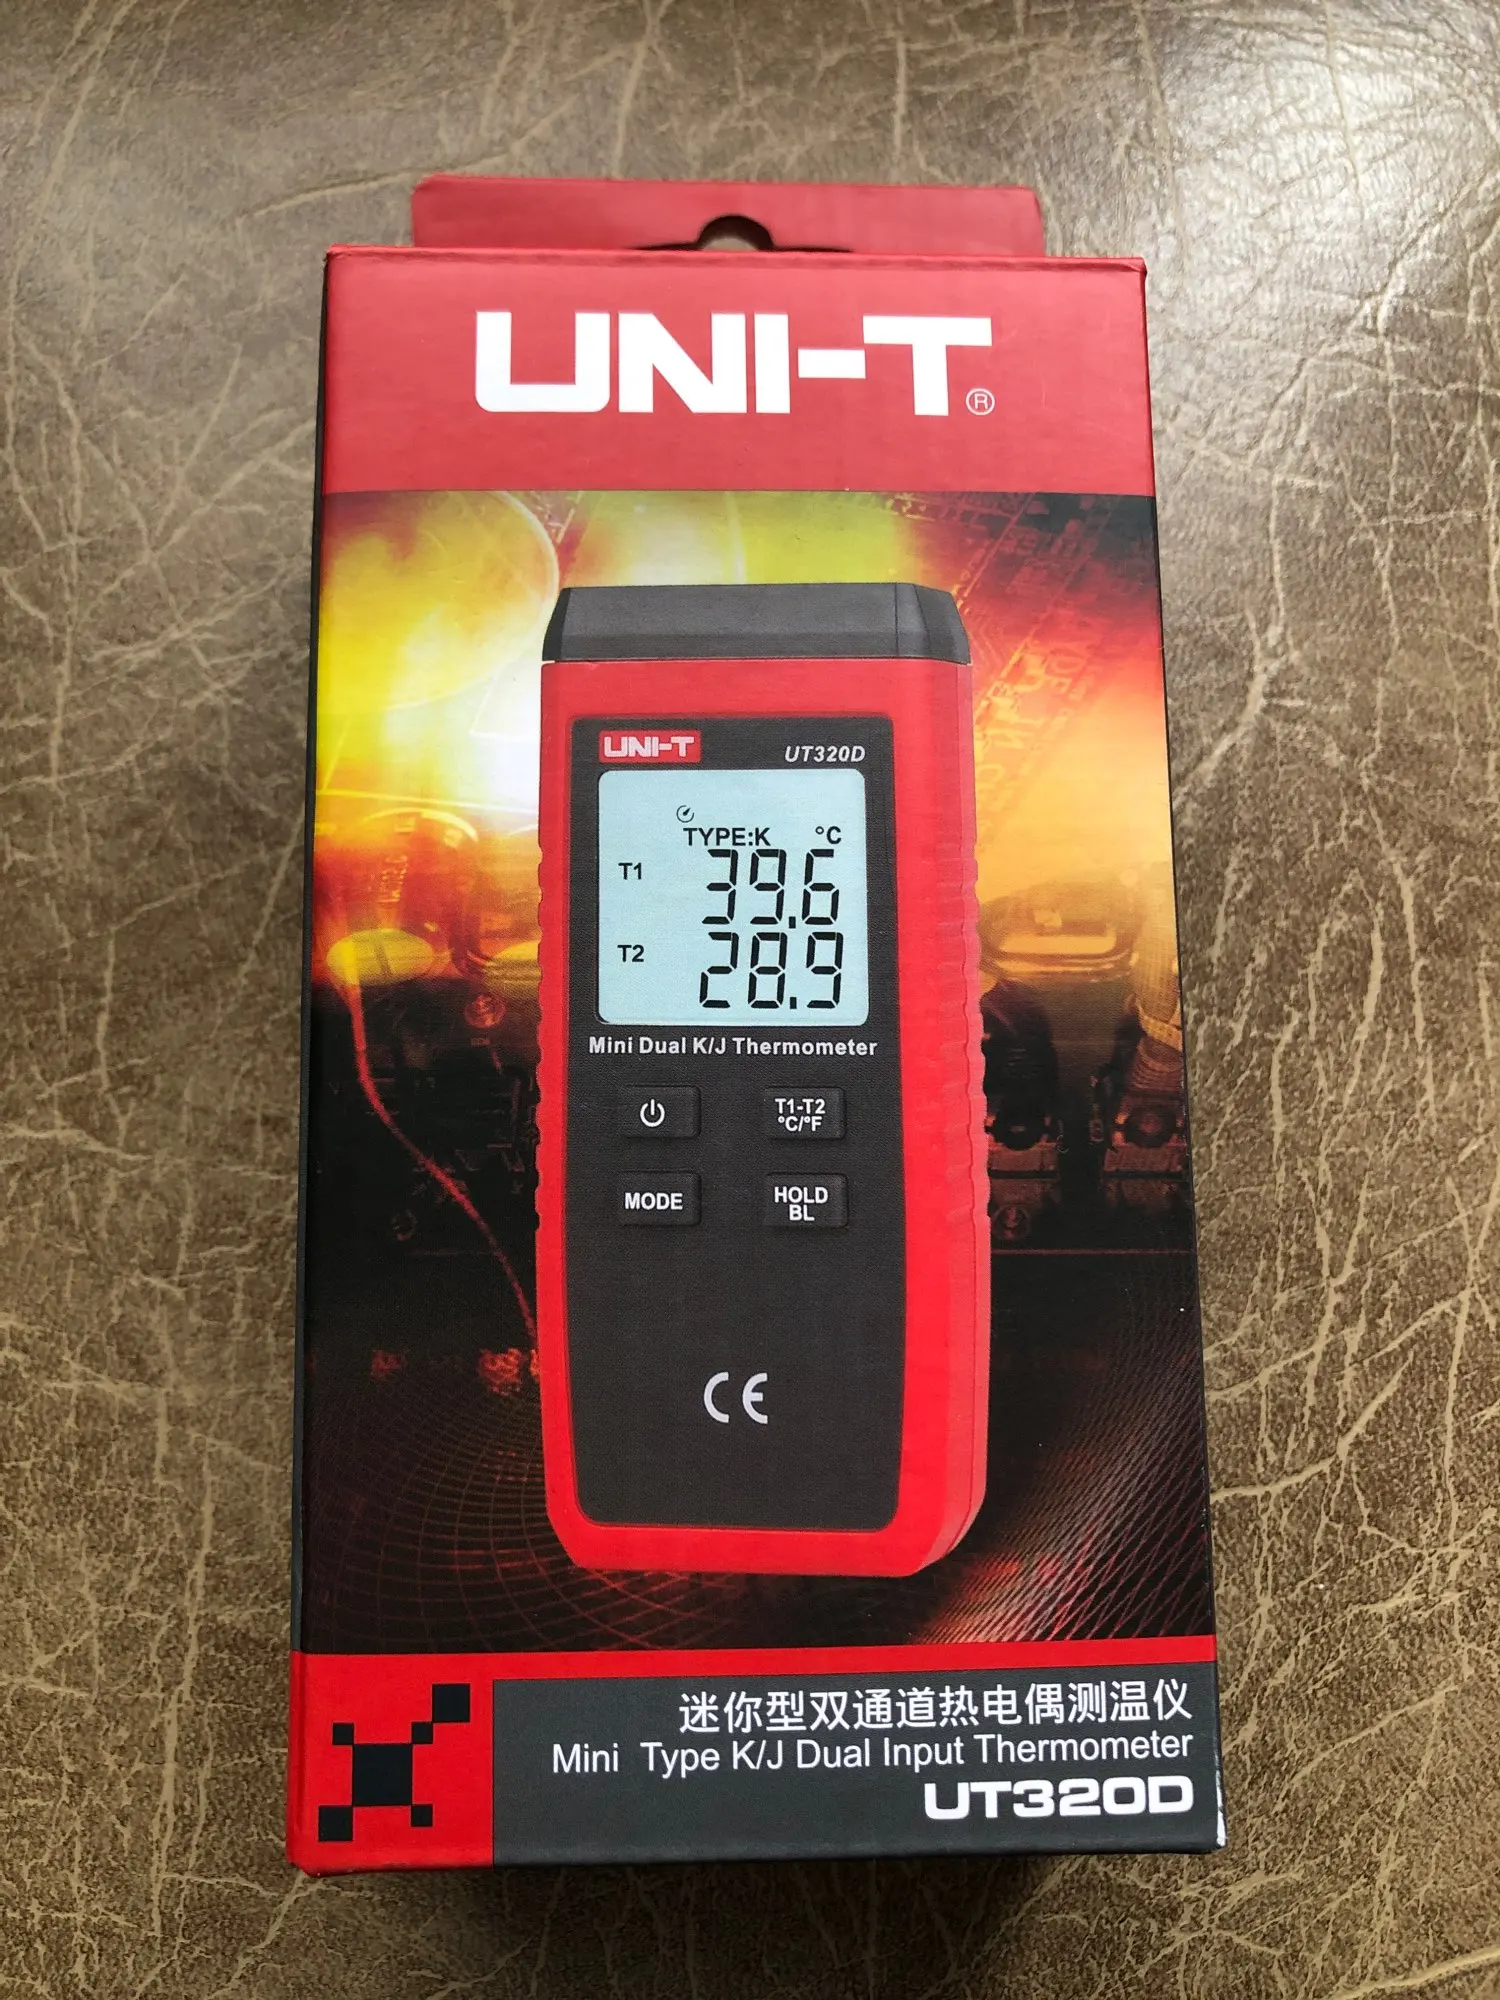 UNI-T®
UNI-T UT320D
TYPE:K °C
T1 39.6
T2 28.9
Mini Dual K/J Thermometer
T1-T2
°C/°F
MODE
HOLD
BL
CE
迷你型双通道热电偶测温仪
Mini Type K/J Dual Input Thermometer
UT320D